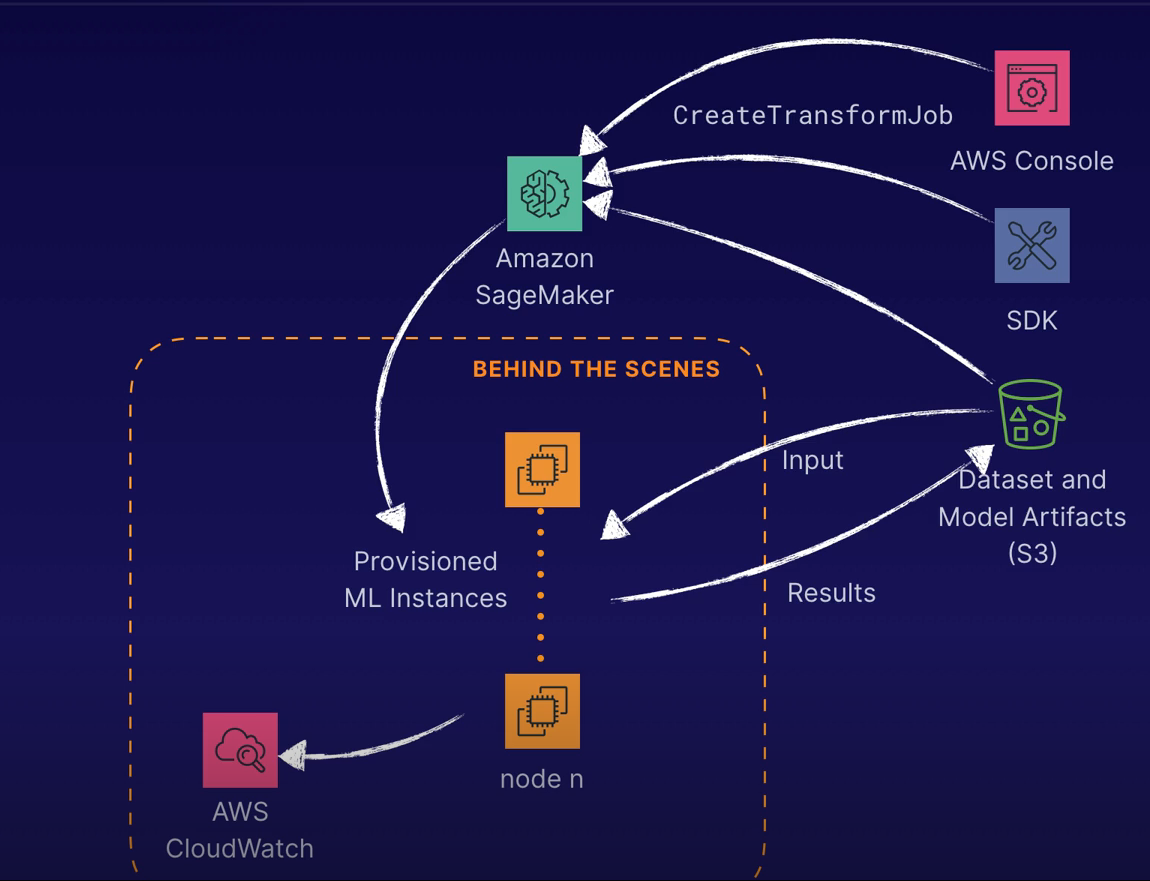 CreateTransformJob
AWS Console
Amazon
SageMaker
SDK
BEHIND THE SCENES
Input
Dataset and
Model Artifacts
(S3)
Provisioned
ML Instances
Results
node n
AWS
CloudWatch